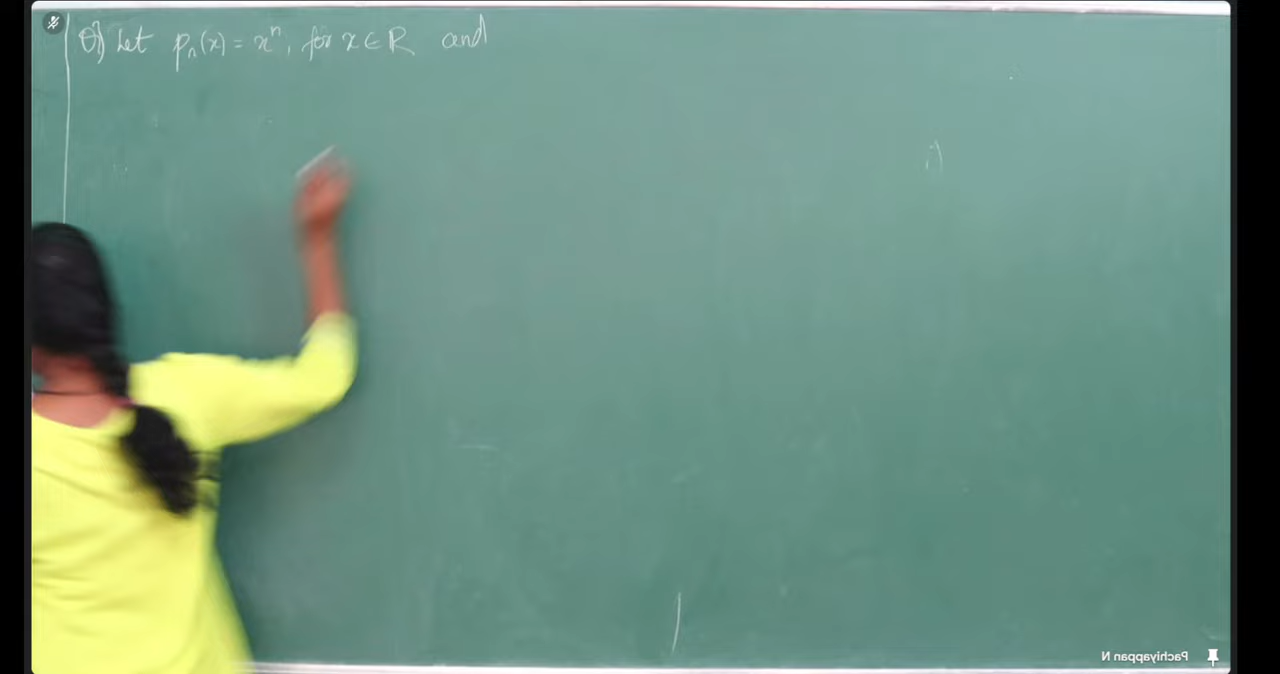 Q) Let pₙ(x) = xⁿ, for x ∈ ℝ and
i)
Pachiyappan N